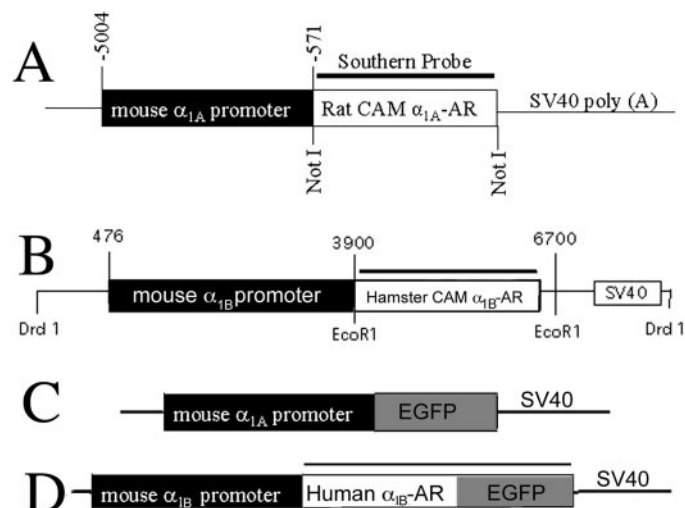 A
-5004
-571
Southern Probe
mouse α1A promoter
Rat CAM α1A-AR
SV40 poly (A)
Not I
Not I
B
476
3900
6700
mouse α1Bpromoter
Hamster CAM α1B-AR
SV40
Drd 1
EcoR1
EcoR1
Drd 1
C
mouse α1A promoter
EGFP
SV40
D
mouse α1B promoter
Human α1B-AR
EGFP
SV40